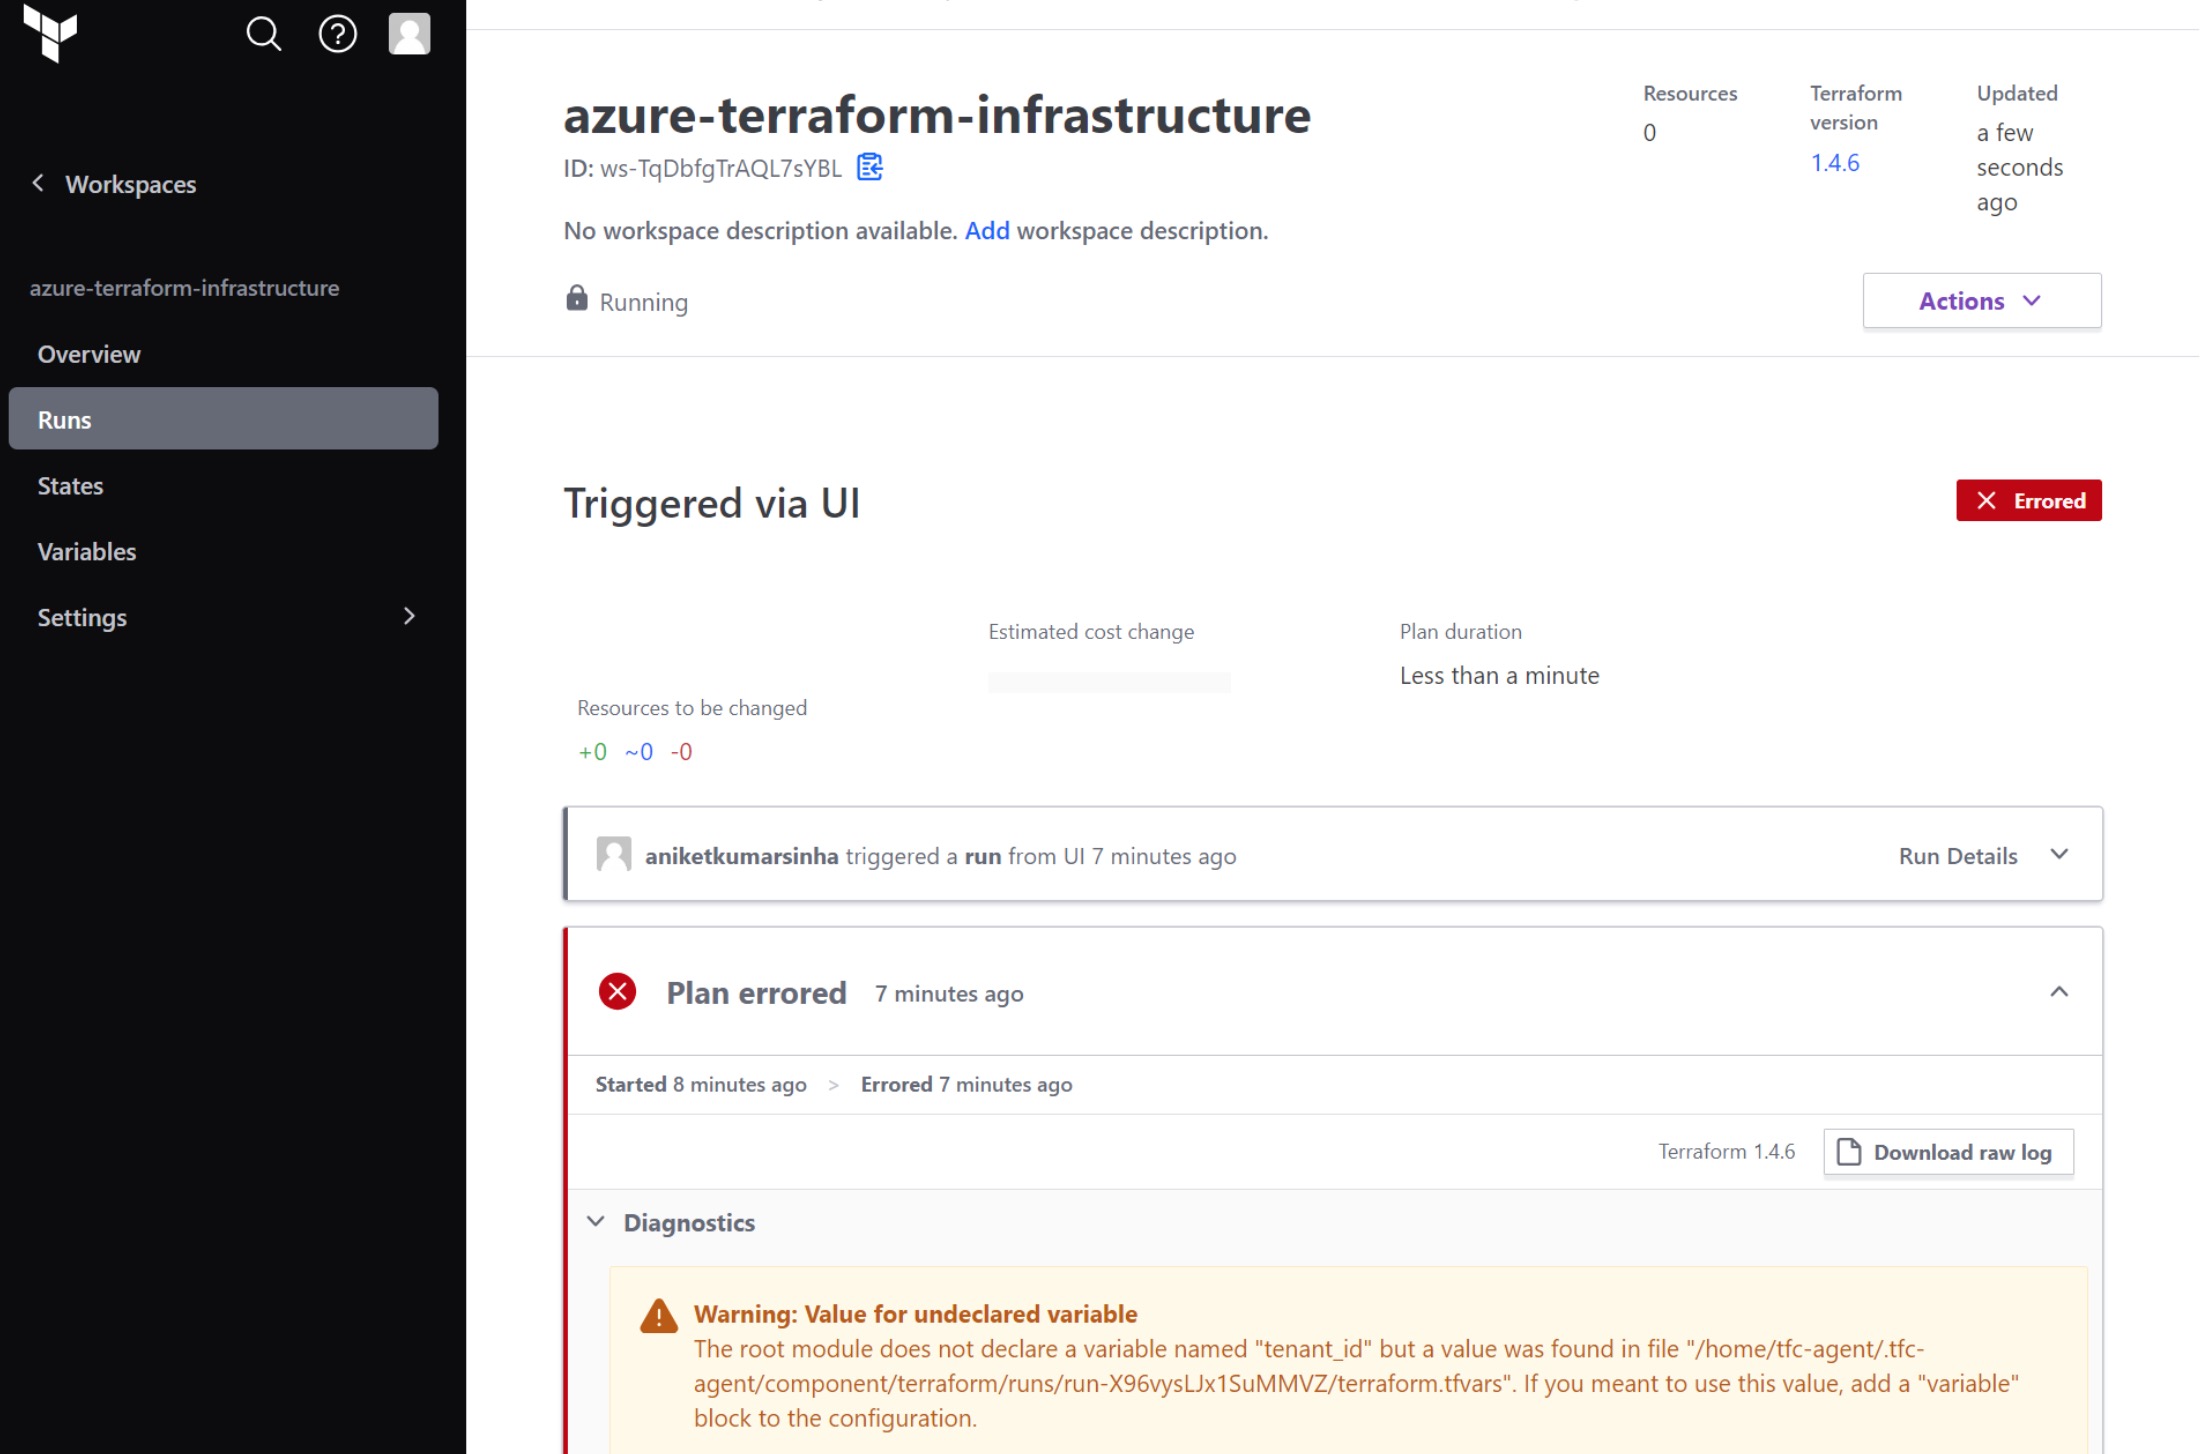 Workspaces
azure-terraform-infrastructure
Overview
Runs
States
Variables
Settings
azure-terraform-infrastructure
ID: ws-TqDbfgTrAQL7sYBL
No workspace description available. Add workspace description.
Running
Resources
0
Terraform
version
1.4.6
Updated
a few
seconds
ago
Actions
Triggered via UI
Errored
Resources to be changed
+0 ~0 -0
Estimated cost change
Plan duration
Less than a minute
aniketkumarsinha triggered a run from UI 7 minutes ago
Run Details
Plan errored 7 minutes ago
Started 8 minutes ago > Errored 7 minutes ago
Terraform 1.4.6
Download raw log
Diagnostics
Warning: Value for undeclared variable
The root module does not declare a variable named "tenant_id" but a value was found in file "/home/tfc-agent/.tfc-
agent/component/terraform/runs/run-X96vysLJx1SuMMVZ/terraform.tfvars". If you meant to use this value, add a "variable"
block to the configuration.